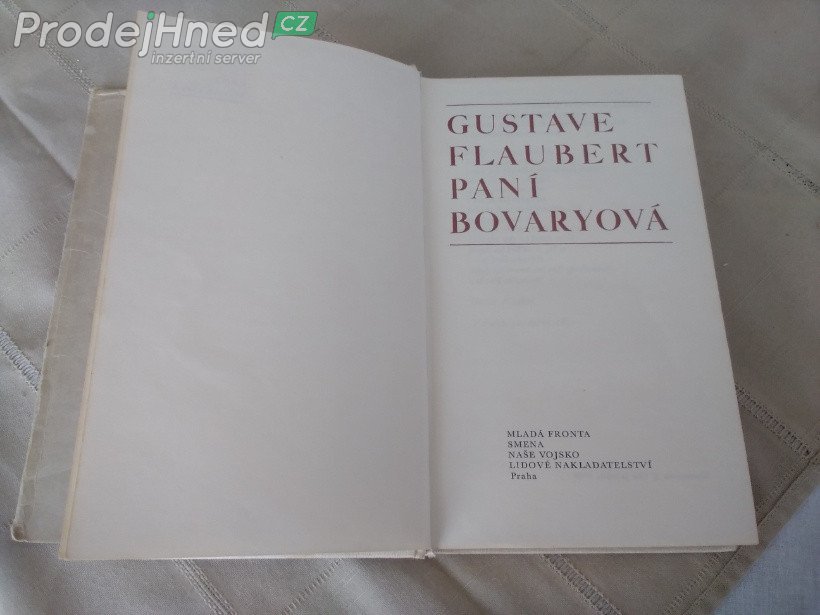 ProdejHned CZ
inzertní server
GUSTAVE
FLAUBERT
PANÍ
BOVARYOVÁ
MLADÁ FRONTA
SMENA
NAŠE VOJSKO
LIDOVÉ NAKLADATELSTVÍ
Praha